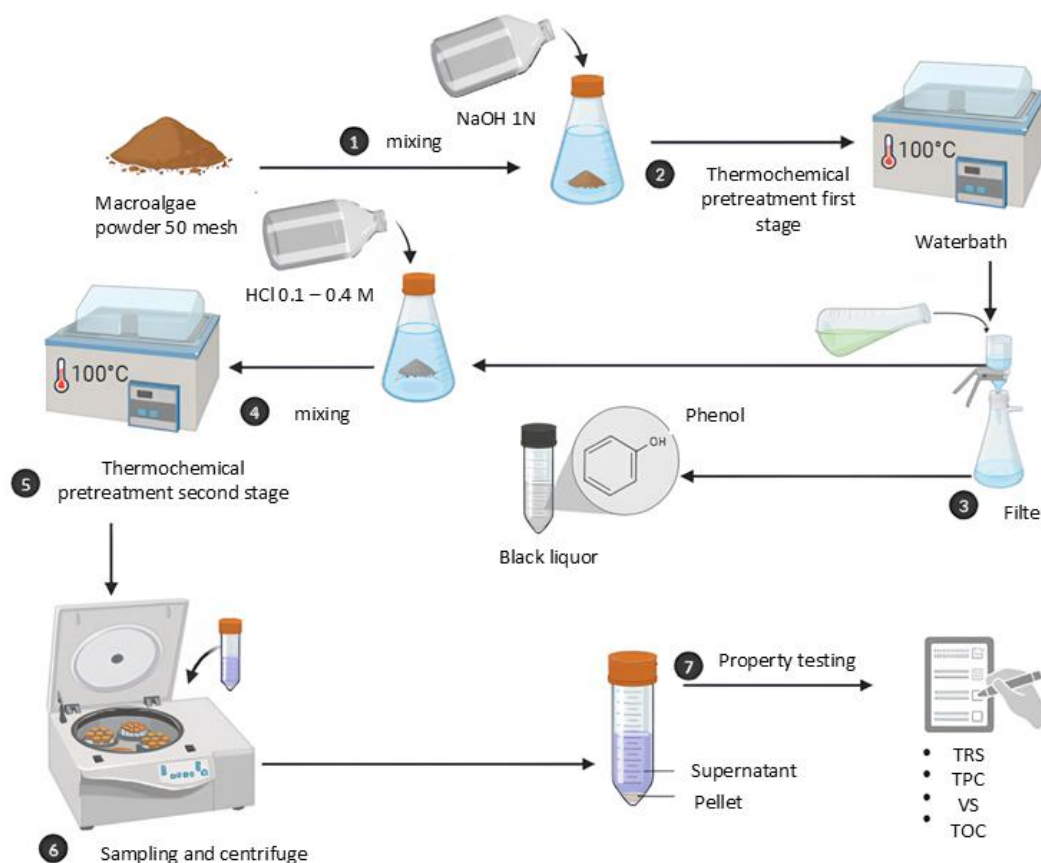 NaOH 1N
1 mixing
Macroalgae
powder 50 mesh
2 Thermochemical
pretreatment first
stage
100°C
Waterbath
HCl 0.1 – 0.4 M
100°C
4 mixing
Phenol
OH
Black liquor
3 Filte
5 Thermochemical
pretreatment second stage
6 Sampling and centrifuge
Supernatant
Pellet
7 Property testing
• TRS
• TPC
• VS
• TOC